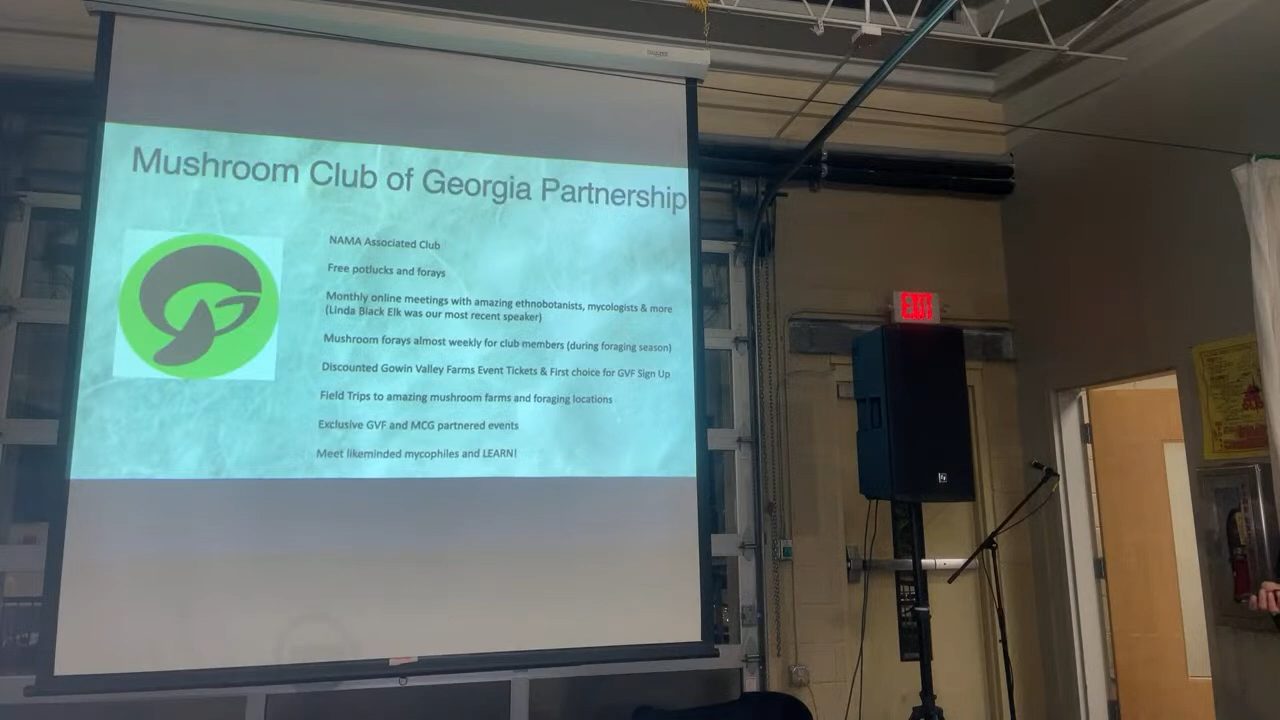 Mushroom Club of Georgia Partnership
NAMA Associated Club
Free potlucks and forays
Monthly online meetings with amazing ethnobotanists, mycologists & more
(Linda Black Elk was our most recent speaker)
Mushroom forays almost weekly for club members (during foraging season)
Discounted Gowin Valley Farms Event Tickets & First choice for GVF Sign Up
Field Trips to amazing mushroom farms and foraging locations
Exclusive GVF and MCG partnered events
Meet likeminded mycophiles and LEARN!
EXIT